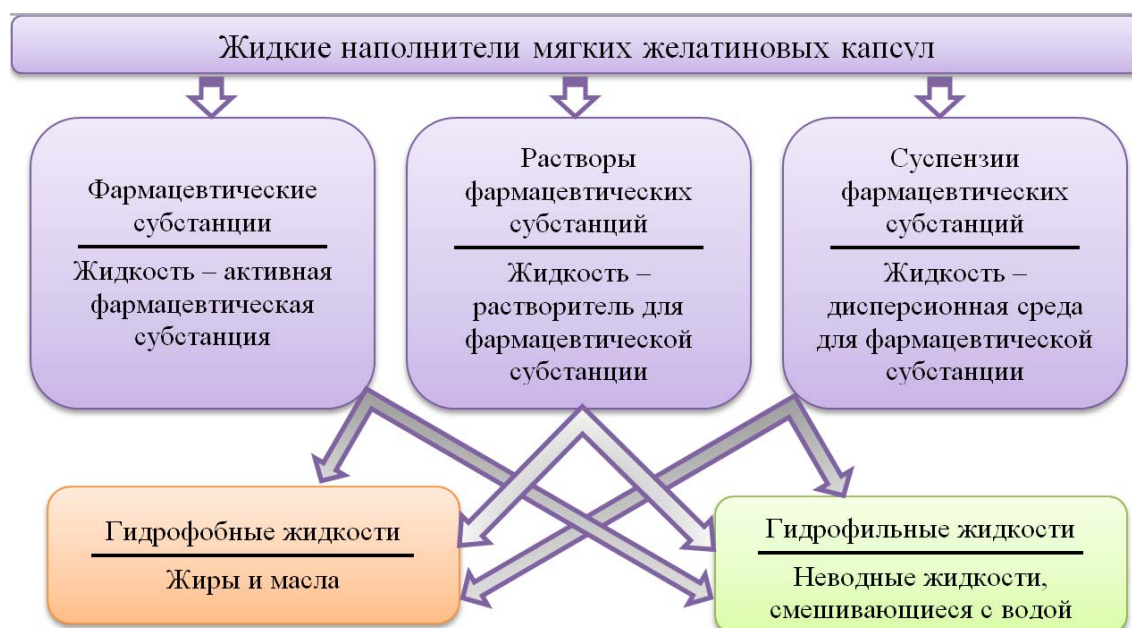 Жидкие наполнители мягких желатиновых капсул
Фармацевтические
субстанции
Жидкость – активная
фармацевтическая
субстанция
Растворы
фармацевтических
субстанций
Жидкость –
растворитель для
фармацевтической
субстанции
Суспензии
фармацевтических
субстанций
Жидкость –
дисперсионная среда
для фармацевтической
субстанции
Гидрофобные жидкости
Жиры и масла
Гидрофильные жидкости
Неводные жидкости,
смешивающиеся с водой